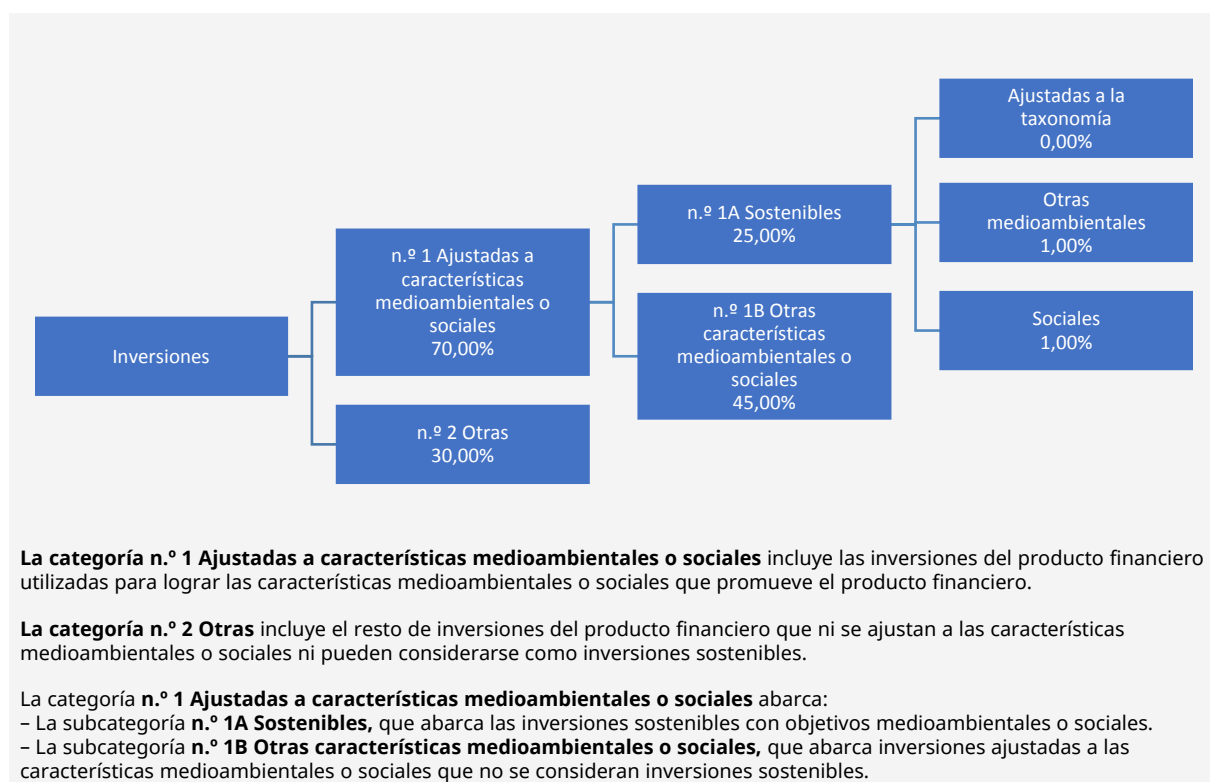 Inversiones
n.º 1 Ajustadas a
características
medioambientales o
sociales
70,00%
n.º 2 Otras
30,00%
n.º 1A Sostenibles
25,00%
n.º 1B Otras
características
medioambientales o
sociales
45,00%
Ajustadas a la
taxonomía
0,00%
Otras
medioambientales
1,00%
Sociales
1,00%
La categoría n.º 1 Ajustadas a características medioambientales o sociales incluye las inversiones del producto financiero
utilizadas para lograr las características medioambientales o sociales que promueve el producto financiero.
La categoría n.º 2 Otras incluye el resto de inversiones del producto financiero que ni se ajustan a las características
medioambientales o sociales ni pueden considerarse como inversiones sostenibles.
La categoría n.º 1 Ajustadas a características medioambientales o sociales abarca:
– La subcategoría n.º 1A Sostenibles, que abarca las inversiones sostenibles con objetivos medioambientales o sociales.
– La subcategoría n.º 1B Otras características medioambientales o sociales, que abarca inversiones ajustadas a las
características medioambientales o sociales que no se consideran inversiones sostenibles.